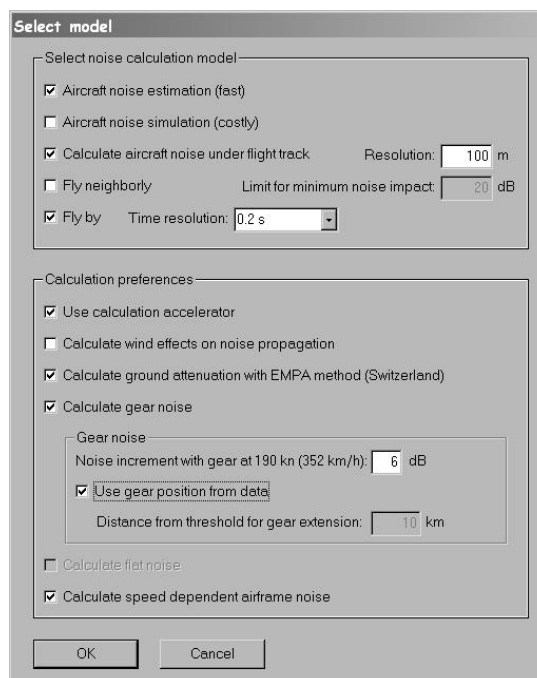 Select model
Select noise calculation model
Aircraft noise estimation (fast)
Aircraft noise simulation (costly)
Calculate aircraft noise under flight track Resolution: 100 m
Fly neighborly Limit for minimum noise impact: 20 dB
Fly by Time resolution: 0.2 s
Calculation preferences
Use calculation accelerator
Calculate wind effects on noise propagation
Calculate ground attenuation with EMPA method (Switzerland)
Calculate gear noise
Gear noise
Noise increment with gear at 190 kn (352 km/h): 6 dB
Use gear position from data
Distance from threshold for gear extension: 10 km
Calculate flat noise
Calculate speed dependent airframe noise
OK Cancel